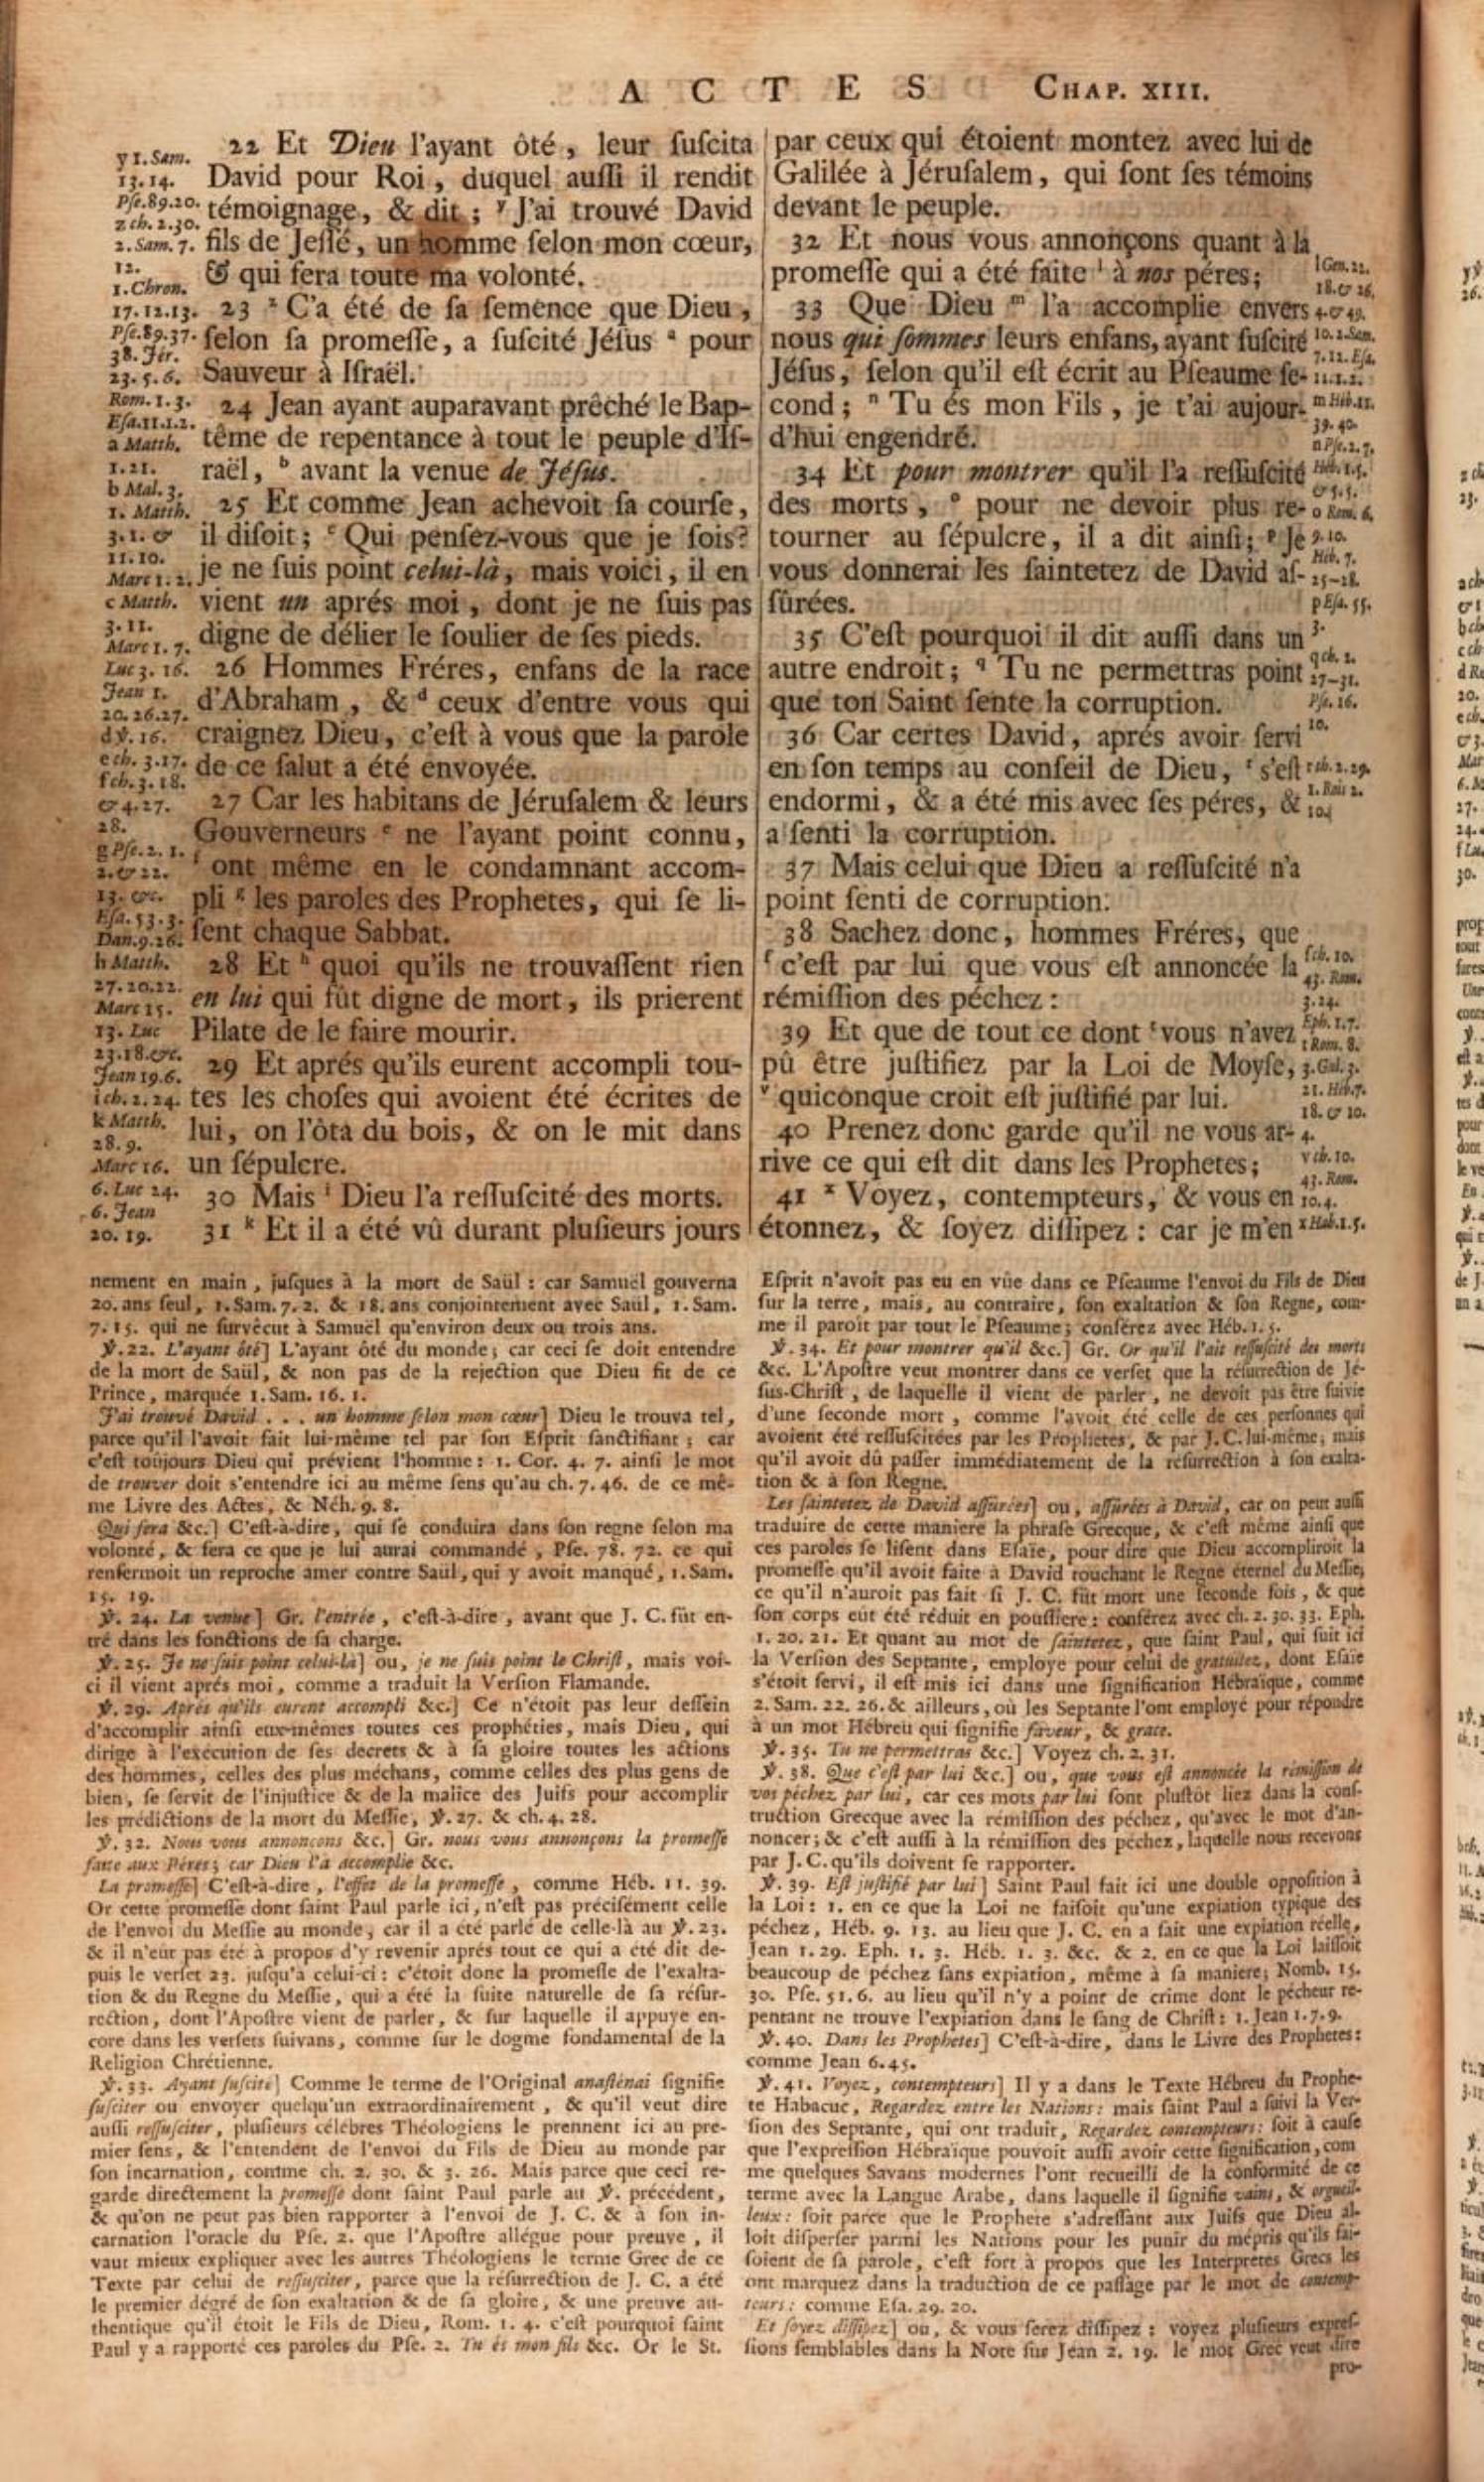 ACTES CHAP. XIII.
22 Et Dieu l'ayant ôté, leur ſuſcita
David pour Roi, duquel auſſi il rendit
témoignage, & dit; y J'ai trouvé David
fils de Jeſſé, un homme ſelon mon cœur,
& qui fera toute ma volonté.
23 z C'a été de ſa ſemence que Dieu,
ſelon ſa promeſſe, a ſuſcité Jéſus a pour
Sauveur à Iſraël.
24 Jean ayant auparavant prêché le Bap-
tême de repentance à tout le peuple d'Iſ-
raël, b avant la venue de Jéſus.
25 Et comme Jean achevoit ſa courſe,
il diſoit; c Qui penſez-vous que je ſois?
je ne ſuis point celui-là, mais voici, il en
vient un aprés moi, dont je ne ſuis pas
digne de délier le ſoulier de ſes pieds.
26 Hommes Fréres, enfans de la race
d'Abraham, & d ceux d'entre vous qui
craignez Dieu, c'eſt à vous que la parole
de ce ſalut a été envoyée.
27 Car les habitans de Jéruſalem & leurs
Gouverneurs e ne l'ayant point connu,
f ont même en le condamnant accom-
pli g les paroles des Prophetes, qui ſe li-
ſent chaque Sabbat.
28 Et h quoi qu'ils ne trouvaſſent rien
en lui qui fût digne de mort, ils prierent
Pilate de le faire mourir.
29 Et aprés qu'ils eurent accompli tou-
tes les choſes qui avoient été écrites de
lui, on l'ôta du bois, & on le mit dans
un ſépulcre.
30 Mais i Dieu l'a reſſuſcité des morts.
31 k Et il a été vû durant pluſieurs jours
y 1. Sam.
13. 14.
Pſe. 89. 20.
z ch. 2. 30.
2. Sam. 7.
12.
1. Chron.
17. 12. 13.
Pſe. 89. 37.
38. Jér.
23. 5. 6.
Rom. 1. 3.
Eſa. 11. 1. 2.
a Matth.
1. 21.
b Mal. 3.
1. Matth.
3. 1. &
11. 10.
Marc 1. 2.
c Matth.
3. 11.
Marc 1. 7.
Luc 3. 16.
Jean 1.
20. 26. 27.
d ℣. 16.
e ch. 3. 17.
f ch. 3. 18.
& 4. 27.
28.
g Pſe. 2. 1.
2. & 22.
13. &c.
Eſa. 53. 3.
Dan. 9. 26.
h Matth.
27. 20. 22.
Marc 15.
13. Luc
23. 18. &c.
Jean 19. 6.
i ch. 2. 24.
k Matth.
28. 9.
Marc 16.
6. Luc 24.
6. Jean
20. 19.
par ceux qui étoient montez avec lui de
Galilée à Jéruſalem, qui ſont ſes témoins
devant le peuple.
32 Et nous vous annonçons quant à la
promeſſe qui a été faite l à nos péres;
33 Que Dieu m l'a accomplie envers
nous qui ſommes leurs enfans, ayant ſuſcité
Jéſus, ſelon qu'il eſt écrit au Pſeaume ſe-
cond; n Tu és mon Fils, je t'ai aujour-
d'hui engendré.
34 Et pour montrer qu'il l'a reſſuſcité
des morts, o pour ne devoir plus re-
tourner au ſépulcre, il a dit ainſi; p Je
vous donnerai les ſaintetez de David aſ-
ſûrées.
35 C'eſt pourquoi il dit auſſi dans un
autre endroit; q Tu ne permettras point
que ton Saint ſente la corruption.
36 Car certes David, aprés avoir ſervi
en ſon temps au conſeil de Dieu, r s'eſt
endormi, & a été mis avec ſes péres, &
a ſenti la corruption.
37 Mais celui que Dieu a reſſuſcité n'a
point ſenti de corruption.
38 Sachez donc, hommes Fréres, que
ſ c'eſt par lui que vous eſt annoncée la
rémiſſion des péchez:
39 Et que de tout ce dont t vous n'avez
pû être juſtifiez par la Loi de Moyſe,
v quiconque croit eſt juſtifié par lui.
40 Prenez donc garde qu'il ne vous ar-
rive ce qui eſt dit dans les Prophetes;
41 x Voyez, contempteurs, & vous en
étonnez, & ſoyez diſſipez: car je m'en
l Gen. 22.
18. & 26.
4. & 49.
10. 2. Sam.
7. 12. Eſa.
11. 1. 2.
m Héb. 11.
39. 40.
n Pſe. 2. 7.
Héb. 1. 5.
& 5. 5.
o Rom. 6.
9. 10.
Héb. 7.
25-28.
p Eſa. 55.
3.
q ch. 2.
27-31.
Pſe. 16.
10.
r ch. 2. 29.
1. Rois 2.
10.
ſ ch. 10.
43. Rom.
3. 24.
Eph. 1. 7.
t Rom. 8.
3. Gal. 3.
21. Héb. 7.
18. & 10.
4.
v ch. 10.
43. Rom.
10. 4.
x Hab. 1. 5.
nement en main, juſques à la mort de Saül: car Samuël gouverna
20. ans ſeul, 1. Sam. 7. 2. & 18. ans conjointement avec Saül, 1. Sam.
7. 15. qui ne ſurvêcut à Samuël qu'environ deux ou trois ans.
℣. 22. L'ayant ôté] L'ayant ôté du monde; car ceci ſe doit entendre
de la mort de Saül, & non pas de la rejection que Dieu fit de ce
Prince, marquée 1. Sam. 16. 1.
J'ai trouvé David . . . un homme ſelon mon cœur] Dieu le trouva tel,
parce qu'il l'avoit fait lui-même tel par ſon Eſprit ſanctifiant; car
c'eſt toûjours Dieu qui prévient l'homme: 1. Cor. 4. 7. ainſi le mot
de trouver doit s'entendre ici au même ſens qu'au ch. 7. 46. de ce mê-
me Livre des Actes, & Néh. 9. 8.
Qui fera &c.] C'eſt-à-dire, qui ſe conduira dans ſon regne ſelon ma
volonté, & fera ce que je lui aurai commandé, Pſe. 78. 72. ce qui
renfermoit un reproche amer contre Saül, qui y avoit manqué, 1. Sam.
15. 19.
℣. 24. La venue] Gr. l'entrée, c'eſt-à-dire, avant que J. C. fût en-
tré dans les fonctions de ſa charge.
℣. 25. Je ne ſuis point celui-là] ou, je ne ſuis point le Chriſt, mais voi-
ci il vient aprés moi, comme a traduit la Verſion Flamande.
℣. 29. Aprés qu'ils eurent accompli &c.] Ce n'étoit pas leur deſſein
d'accomplir ainſi eux-mêmes toutes ces prophéties, mais Dieu, qui
dirige à l'exécution de ſes decrets & à ſa gloire toutes les actions
des hommes, celles des plus méchans, comme celles des plus gens de
bien, ſe ſervit de l'injuſtice & de la malice des Juifs pour accomplir
les prédictions de la mort du Meſſie, ℣. 27. & ch. 4. 28.
℣. 32. Nous vous annonçons &c.] Gr. nous vous annonçons la promeſſe
faite aux Péres; car Dieu l'a accomplie &c.
La promeſſe] C'eſt-à-dire, l'effet de la promeſſe, comme Héb. 11. 39.
Or cette promeſſe dont ſaint Paul parle ici, n'eſt pas préciſément celle
de l'envoi du Meſſie au monde, car il a été parlé de celle-là au ℣. 23.
& il n'eût pas été à propos d'y revenir aprés tout ce qui a été dit de-
puis le verſet 23. juſqu'à celui-ci: c'étoit donc la promeſſe de l'exalta-
tion & du Regne du Meſſie, qui a été la ſuite naturelle de ſa réſur-
rection, dont l'Apoſtre vient de parler, & ſur laquelle il appuye en-
core dans les verſets ſuivans, comme ſur le dogme fondamental de la
Religion Chrétienne.
℣. 33. Ayant ſuſcité] Comme le terme de l'Original anaſténai ſignifie
ſuſciter ou envoyer quelqu'un extraordinairement, & qu'il veut dire
auſſi reſſuſciter, pluſieurs célébres Théologiens le prennent ici au pre-
mier ſens, & l'entendent de l'envoi du Fils de Dieu au monde par
ſon incarnation, comme ch. 2. 30. & 3. 26. Mais parce que ceci re-
garde directement la promeſſe dont ſaint Paul parle au ℣. précédent,
& qu'on ne peut pas bien rapporter à l'envoi de J. C. & à ſon in-
carnation l'oracle du Pſe. 2. que l'Apoſtre allégue pour preuve, il
vaut mieux expliquer avec les autres Théologiens le terme Grec de ce
Texte par celui de reſſuſciter, parce que la réſurrection de J. C. a été
le premier dégré de ſon exaltation & de ſa gloire, & une preuve au-
thentique qu'il étoit le Fils de Dieu, Rom. 1. 4. c'eſt pourquoi ſaint
Paul y a rapporté ces paroles du Pſe. 2. Tu és mon fils &c. Or le St.
Eſprit n'avoit pas eu en vûe dans ce Pſeaume l'envoi du Fils de Dieu
ſur la terre, mais, au contraire, ſon exaltation & ſon Regne, com-
me il paroît par tout le Pſeaume; conférez avec Héb. 1. 5.
℣. 34. Et pour montrer qu'il &c.] Gr. Or qu'il l'ait reſſuſcité des morts
&c. L'Apoſtre veut montrer dans ce verſet que la réſurrection de Jé-
ſus-Chriſt, de laquelle il vient de parler, ne devoit pas être ſuivie
d'une ſeconde mort, comme l'avoit été celle de ces perſonnes qui
avoient été reſſuſcitées par les Prophetes, & par J. C. lui-même; mais
qu'il avoit dû paſſer immédiatement de la réſurrection à ſon exalta-
tion & à ſon Regne.
Les ſaintetez de David aſſurées] ou, aſſurées à David, car on peut auſſi
traduire de cette maniere la phraſe Grecque, & c'eſt même ainſi que
ces paroles ſe liſent dans Eſaïe, pour dire que Dieu accompliroit la
promeſſe qu'il avoit faite à David touchant le Regne éternel du Meſſie,
ce qu'il n'auroit pas fait ſi J. C. fût mort une ſeconde fois, & que
ſon corps eût été réduit en pouſſiere: conférez avec ch. 2. 30. 33. Eph.
1. 20. 21. Et quant au mot de ſaintetez, que ſaint Paul, qui ſuit ici
la Verſion des Septante, employe pour celui de gratuitez, dont Eſaïe
s'étoit ſervi, il eſt mis ici dans une ſignification Hébraïque, comme
2. Sam. 22. 26. & ailleurs, où les Septante l'ont employé pour répondre
à un mot Hébreu qui ſignifie faveur, & grace.
℣. 35. Tu ne permettras &c.] Voyez ch. 2. 31.
℣. 38. Que c'eſt par lui &c.] ou, que vous eſt annoncée la rémiſſion de
vos péchez par lui, car ces mots par lui ſont pluſtôt liez dans la conſ-
truction Grecque avec la rémiſſion des péchez, qu'avec le mot d'an-
noncer; & c'eſt auſſi à la rémiſſion des péchez, laquelle nous recevons
par J. C. qu'ils doivent ſe rapporter.
℣. 39. Eſt juſtifié par lui] Saint Paul fait ici une double oppoſition à
la Loi: 1. en ce que la Loi ne faiſoit qu'une expiation typique des
péchez, Héb. 9. 13. au lieu que J. C. en a fait une expiation réelle,
Jean 1. 29. Eph. 1. 3. Héb. 1. 3. &c. & 2. en ce que la Loi laiſſoit
beaucoup de péchez ſans expiation, même à ſa maniere; Nomb. 15.
30. Pſe. 51. 6. au lieu qu'il n'y a point de crime dont le pécheur re-
pentant ne trouve l'expiation dans le ſang de Chriſt: 1. Jean 1. 7. 9.
℣. 40. Dans les Prophetes] C'eſt-à-dire, dans le Livre des Prophetes:
comme Jean 6. 45.
℣. 41. Voyez, contempteurs] Il y a dans le Texte Hébreu du Prophe-
te Habacuc, Regardez entre les Nations: mais ſaint Paul a ſuivi la Ver-
ſion des Septante, qui ont traduit, Regardez contempteurs: ſoit à cauſe
que l'expreſſion Hébraïque pouvoit auſſi avoir cette ſignification, com
me quelques Savans modernes l'ont recueilli de la conformité de ce
terme avec la Langue Arabe, dans laquelle il ſignifie vains, & orgueil-
leux: ſoit parce que le Prophete s'adreſſant aux Juifs que Dieu al-
loit diſperſer parmi les Nations pour les punir du mépris qu'ils fai-
ſoient de ſa parole, c'eſt fort à propos que les Interpretes Grecs les
ont marquez dans la traduction de ce paſſage par le mot de contemp-
teurs: comme Eſa. 29. 20.
Et ſoyez diſſipez] ou, & vous ſerez diſſipez: voyez pluſieurs expreſ-
ſions ſemblables dans la Note ſur Jean 2. 19. le mot Grec veut dire
pro-